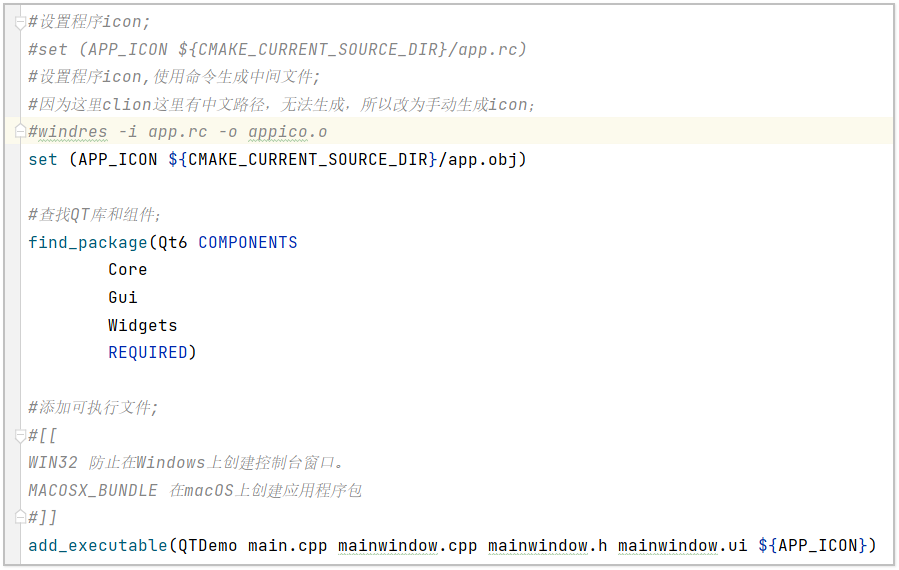 #设置程序icon;
#set (APP_ICON ${CMAKE_CURRENT_SOURCE_DIR}/app.rc)
#设置程序icon,使用命令生成中间文件;
#因为这里clion这里有中文路径，无法生成，所以改为手动生成icon;
#windres -i app.rc -o appico.o
set (APP_ICON ${CMAKE_CURRENT_SOURCE_DIR}/app.obj)
#查找QT库和组件;
find_package(Qt6 COMPONENTS
Core
Gui
Widgets
REQUIRED)
#添加可执行文件;
#[[
WIN32 防止在Windows上创建控制台窗口。
MACOSX_BUNDLE 在macOS上创建应用程序包
#]]
add_executable(QTDemo main.cpp mainwindow.cpp mainwindow.h mainwindow.ui ${APP_ICON})